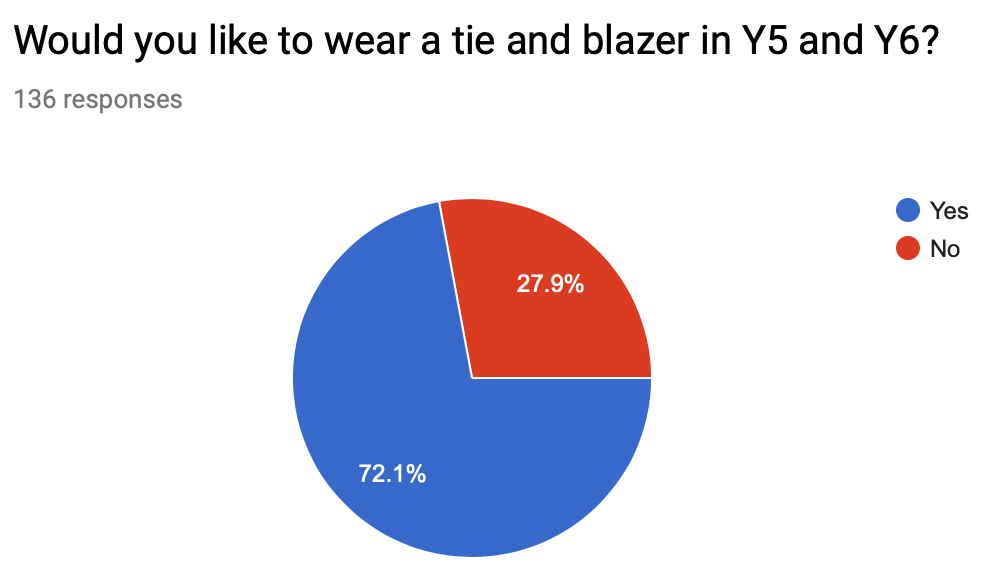 Would you like to wear a tie and blazer in Y5 and Y6?
136 responses
Yes
No
27.9%
72.1%